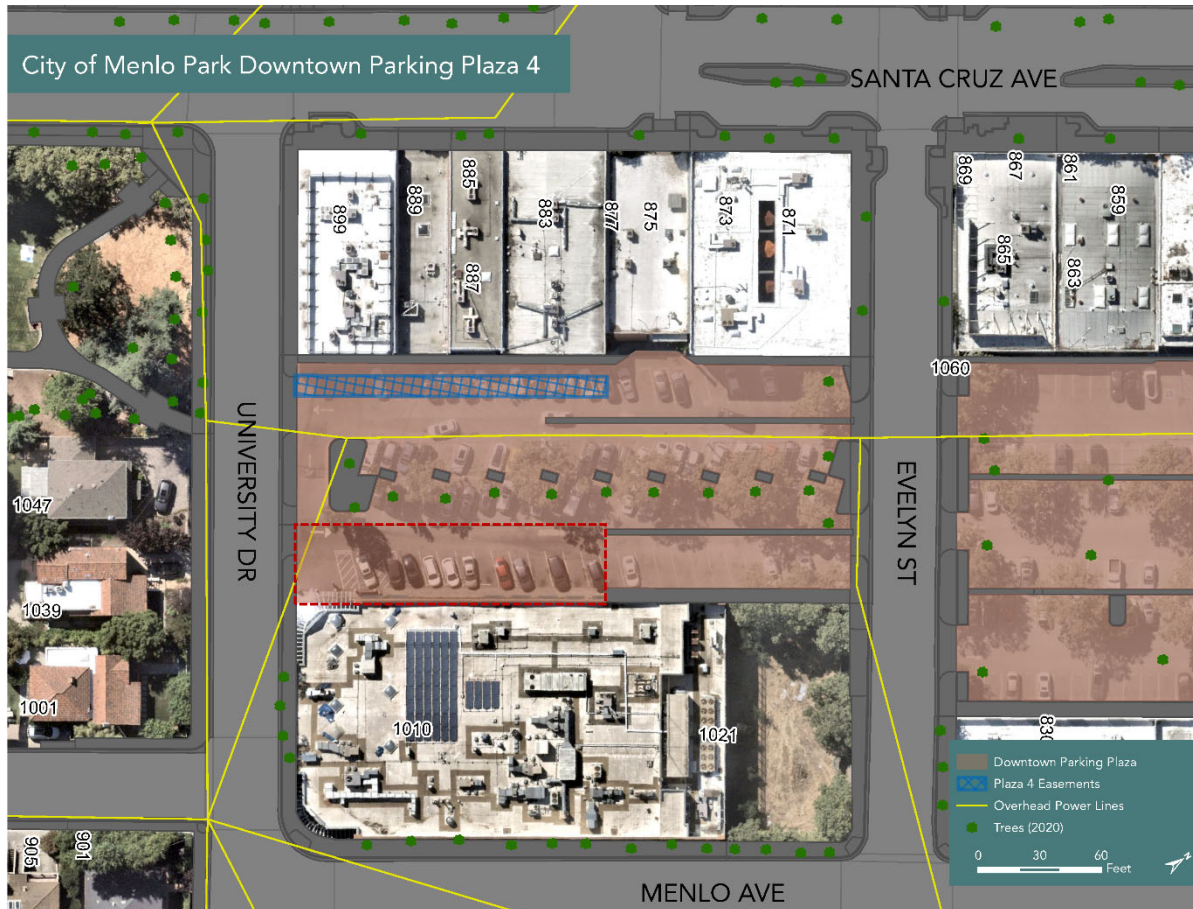 City of Menlo Park Downtown Parking Plaza 4
SANTA CRUZ AVE
899
889
885
887
883
877
875
873
871
869
867
865
861
863
859
1060
UNIVERSITY DR
EVELYN ST
1047
1039
1001
1010
1021
830
905
901
MENLO AVE
Downtown Parking Plaza
Plaza 4 Easements
Overhead Power Lines
Trees (2020)
0 30 60
Feet
N